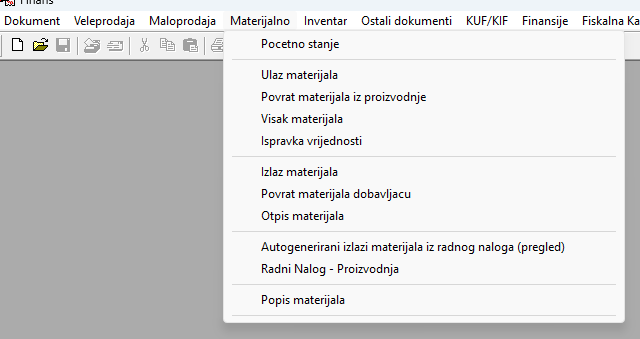 Finans
Dokument Veleprodaja Maloprodaja Materijalno Inventar Ostali dokumenti KUF/KIF Finansije Fiskalna Ka
Pocetno stanje
Ulaz materijala
Povrat materijala iz proizvodnje
Visak materijala
Ispravka vrijednosti
Izlaz materijala
Povrat materijala dobavljacu
Otpis materijala
Autogenerirani izlazi materijala iz radnog naloga (pregled)
Radni Nalog - Proizvodnja
Popis materijala